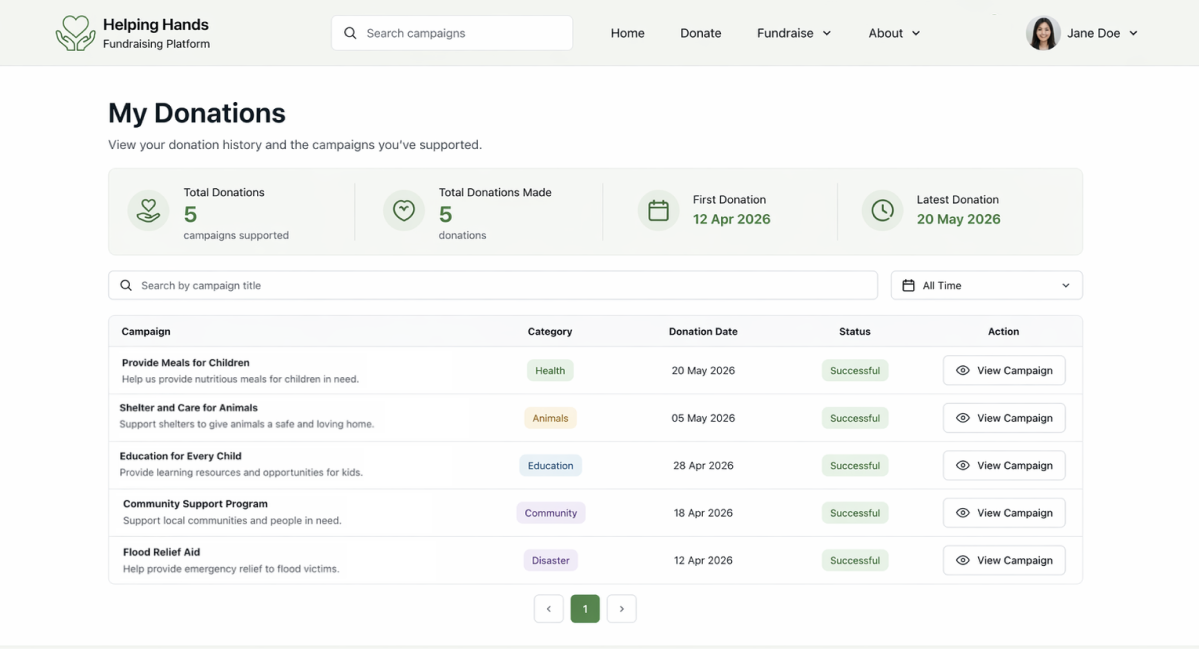 Helping Hands
Fundraising Platform
Search campaigns
Home
Donate
Fundraise
About
Jane Doe
My Donations
View your donation history and the campaigns you've supported.
Total Donations
5
campaigns supported
Total Donations Made
5
donations
First Donation
12 Apr 2026
Latest Donation
20 May 2026
Search by campaign title
All Time
Campaign Category Donation Date Status Action
Provide Meals for Children
Help us provide nutritious meals for children in need.
Health 20 May 2026 Successful View Campaign
Shelter and Care for Animals
Support shelters to give animals a safe and loving home.
Animals 05 May 2026 Successful View Campaign
Education for Every Child
Provide learning resources and opportunities for kids.
Education 28 Apr 2026 Successful View Campaign
Community Support Program
Support local communities and people in need.
Community 18 Apr 2026 Successful View Campaign
Flood Relief Aid
Help provide emergency relief to flood victims.
Disaster 12 Apr 2026 Successful View Campaign
‹ 1 ›